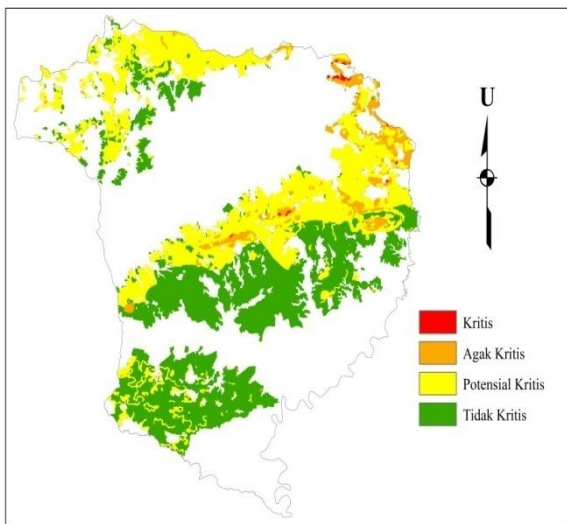 U
Kritis
Agak Kritis
Potensial Kritis
Tidak Kritis